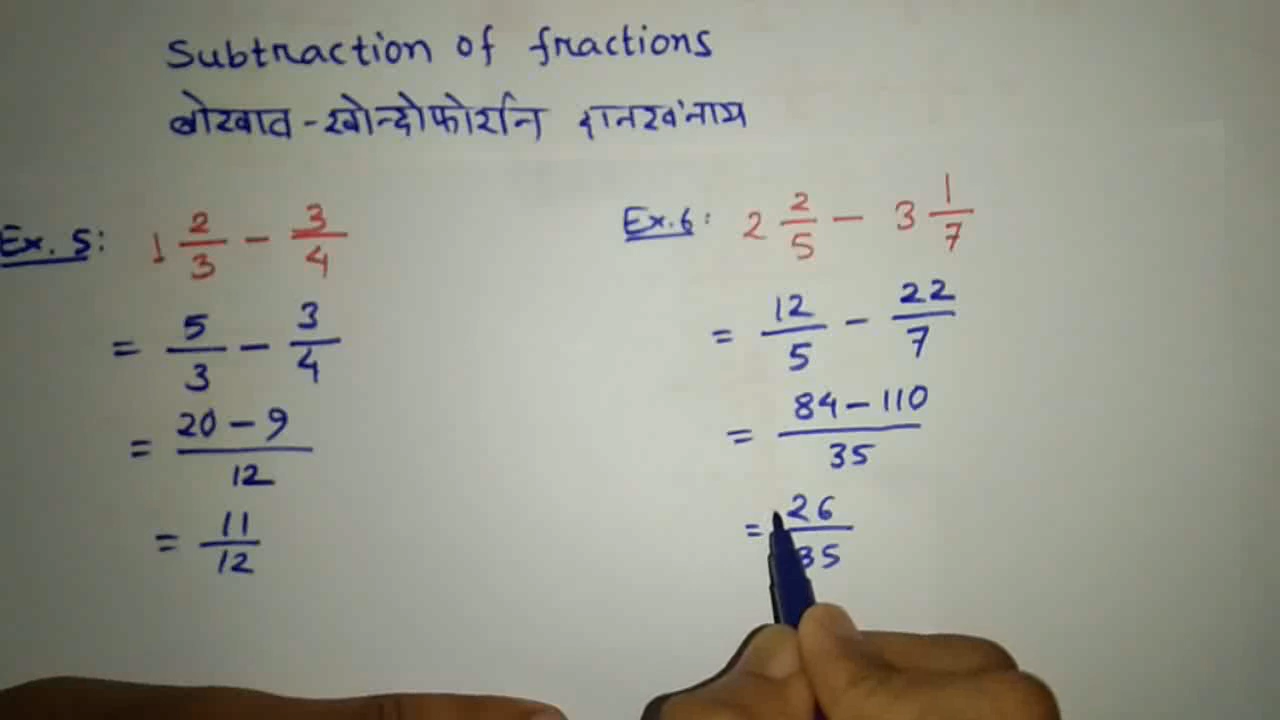 Subtraction of fractions
बोखाव-खोन्दोफोरनि दानखनाय
Ex. 5: 1 2/3 - 3/4
= 5/3 - 3/4
= 20 - 9 / 12
= 11/12
Ex. 6: 2 2/5 - 3 1/7
= 12/5 - 22/7
= 84 - 110 / 35
= 26/35